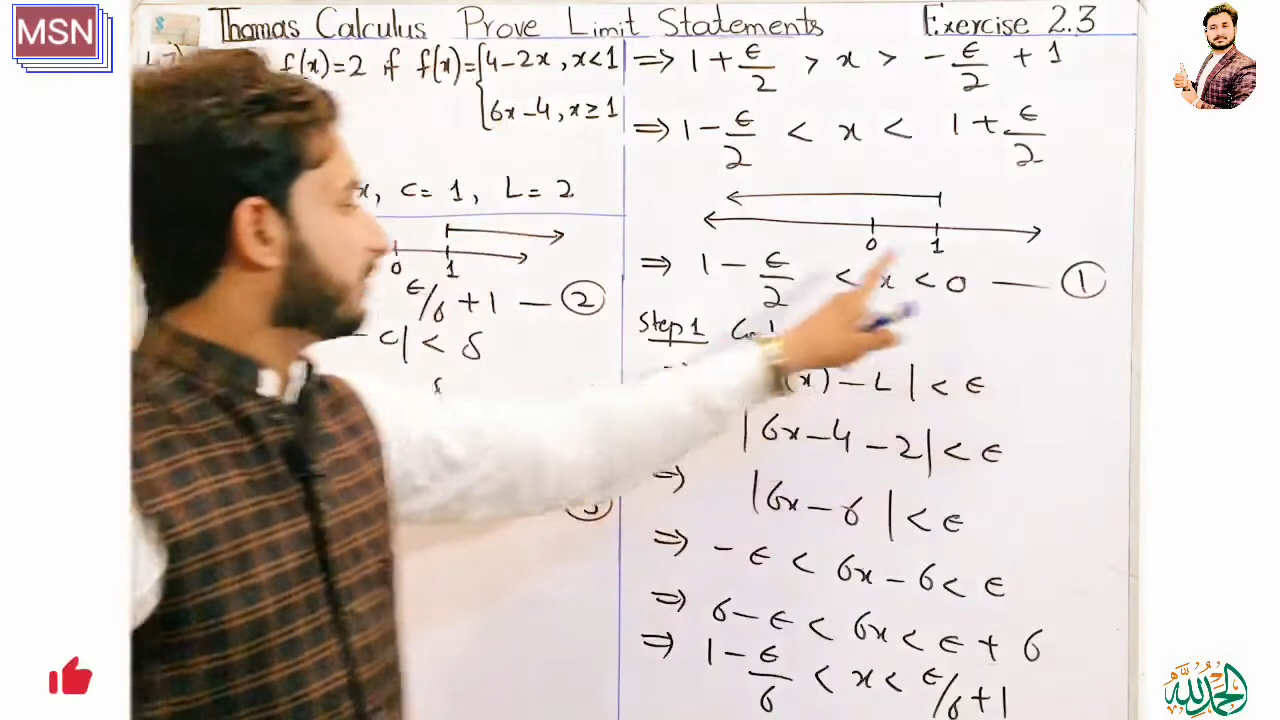 MSN
Thomas Calculus Prove Limit Statements Exercise 2.3
f(x)=2 if f(x)={4-2x, x<1
6x-4, x≥1
x, c=1, L=2
0 1
ϵ/6 +1 — ②
c| < δ
⇒ 1+ϵ/2 > x > -ϵ/2 + 1
⇒ 1-ϵ/2 < x < 1+ϵ/2
0 1
⇒ 1-ϵ/2 < x < 0 — ①
Step 1
(x)-L| < ϵ
|6x-4-2| < ϵ
⇒ |6x-6| < ϵ
⇒ -ϵ < 6x-6 < ϵ
⇒ 6-ϵ < 6x < ϵ+6
⇒ 1-ϵ/6 < x < ϵ/6+1
الحمد لله